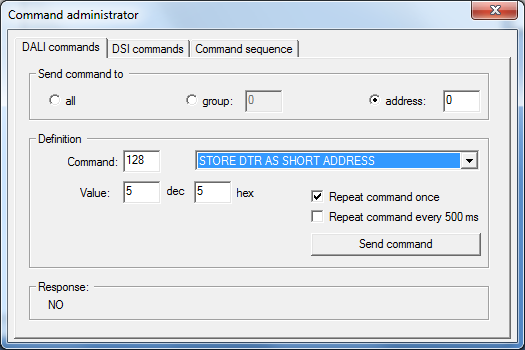 Command administrator
DALI commands DSI commands Command sequence
Send command to
all group: 0 address: 0
Definition
Command: 128 STORE DTR AS SHORT ADDRESS
Value: 5 dec 5 hex
Repeat command once
Repeat command every 500 ms
Send command
Response:
NO